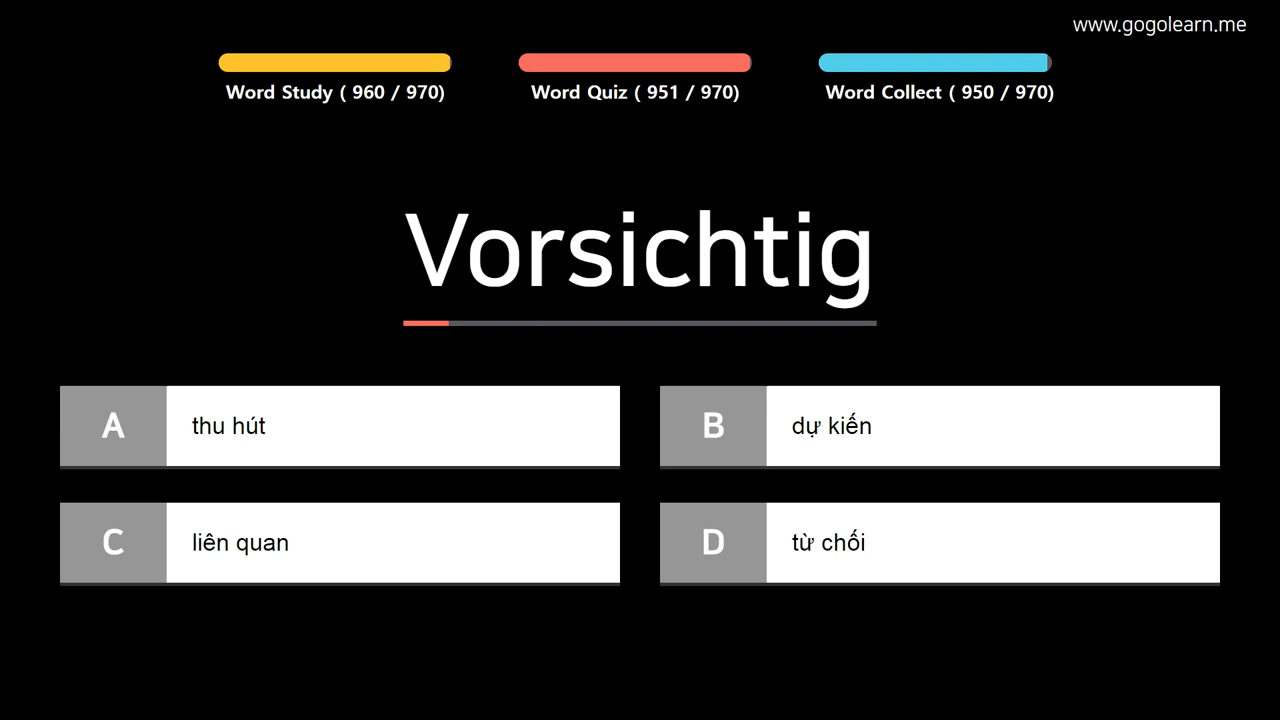 www.gogolearn.me
Word Study ( 960 / 970)
Word Quiz ( 951 / 970)
Word Collect ( 950 / 970)
Vorsichtig
A
thu hút
B
dự kiến
C
liên quan
D
từ chối